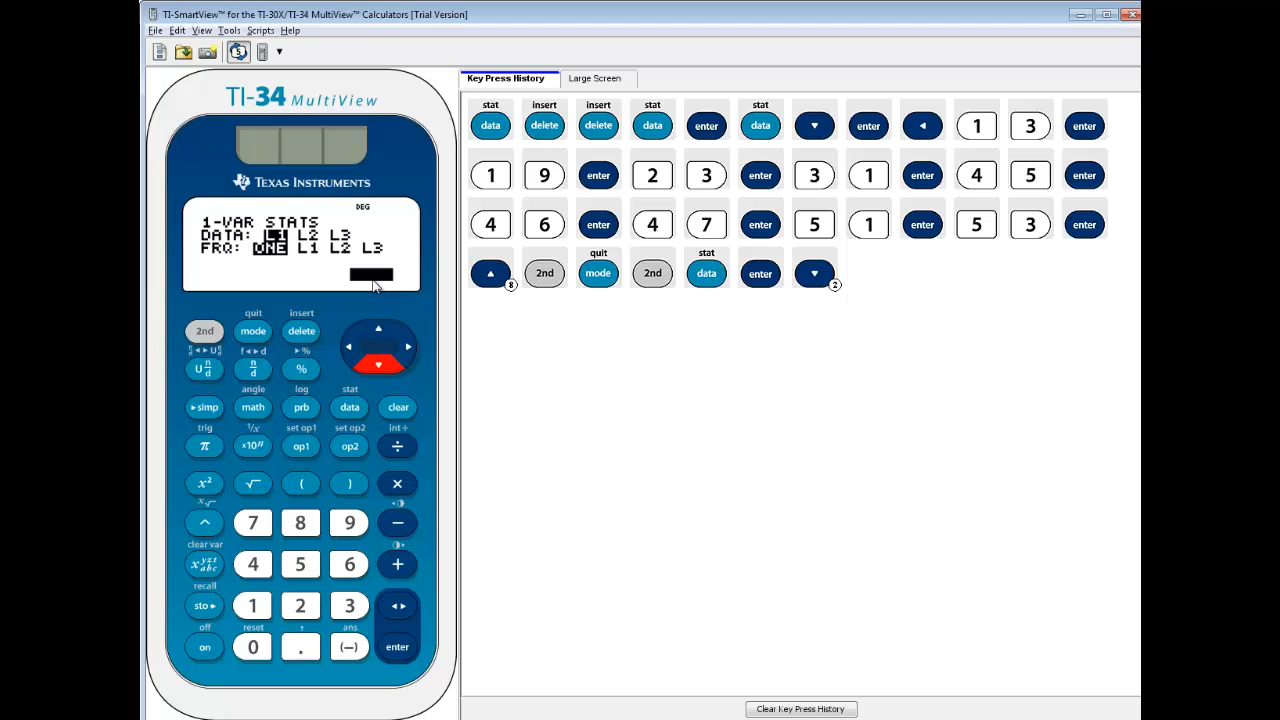 TI-SmartView™ for the TI-30X/TI-34 MultiView™ Calculators [Trial Version]
File Edit View Tools Scripts Help
Key Press History Large Screen
TI-34 MultiView
TEXAS INSTRUMENTS
DEG
1-VAR STATS
DATA: L1 L2 L3
FRQ: ONE L1 L2 L3
quit insert
2nd mode delete
f◄►d ►%
U n/d n/d %
angle log stat
►simp math prb data clear
trig 1/x set op1 set op2 int÷
π ×10ⁿ op1 op2 ÷
x² √ ( ) ×
x√
^ 7 8 9 −
clear var
x yzt abc 4 5 6 +
recall
sto► 1 2 3 ◄►
off reset , ans
on 0 . (−) enter
stat insert insert stat stat
data delete delete data enter data ▼ enter ◄ 1 3 enter
1 9 enter 2 3 enter 3 1 enter 4 5 enter
4 6 enter 4 7 enter 5 1 enter 5 3 enter
quit stat
▲ 8 2nd mode 2nd data enter ▼ 2
Clear Key Press History